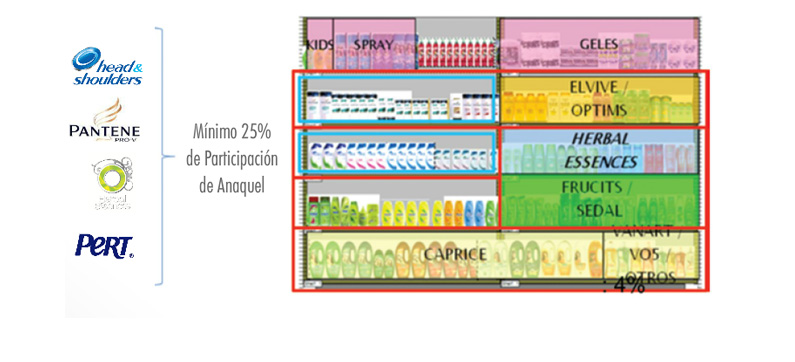 head&
shoulders
PANTENE
PRO-V
herbal
essences
PERT.
Mínimo 25%
de Participación
de Anaquel
KIDS
SPRAY
GELES
ELVIVE /
OPTIMS
HERBAL
ESSENCES
FRUCITS /
SEDAL
CAPRICE
VANART /
VO5 /
OTROS
: 4%